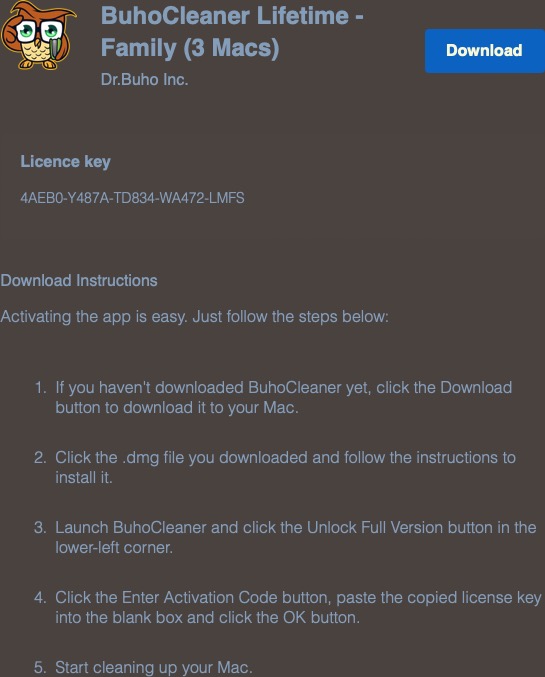 BuhoCleaner Lifetime -
Family (3 Macs)
Download
Dr.Buho Inc.
Licence key
4AEB0-Y487A-TD834-WA472-LMFS
Download Instructions
Activating the app is easy. Just follow the steps below:
1. If you haven't downloaded BuhoCleaner yet, click the Download
button to download it to your Mac.
2. Click the .dmg file you downloaded and follow the instructions to
install it.
3. Launch BuhoCleaner and click the Unlock Full Version button in the
lower-left corner.
4. Click the Enter Activation Code button, paste the copied license key
into the blank box and click the OK button.
5. Start cleaning up your Mac.